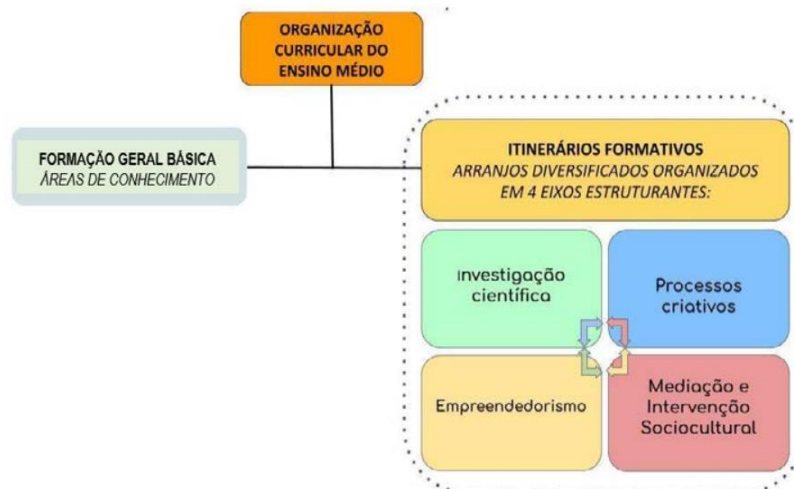 ORGANIZAÇÃO
CURRICULAR DO
ENSINO MÉDIO
FORMAÇÃO GERAL BÁSICA
ÁREAS DE CONHECIMENTO
ITINERÁRIOS FORMATIVOS
ARRANJOS DIVERSIFICADOS ORGANIZADOS
EM 4 EIXOS ESTRUTURANTES:
Investigação
científica
Processos
criativos
Empreendedorismo
Mediação e
Intervenção
Sociocultural